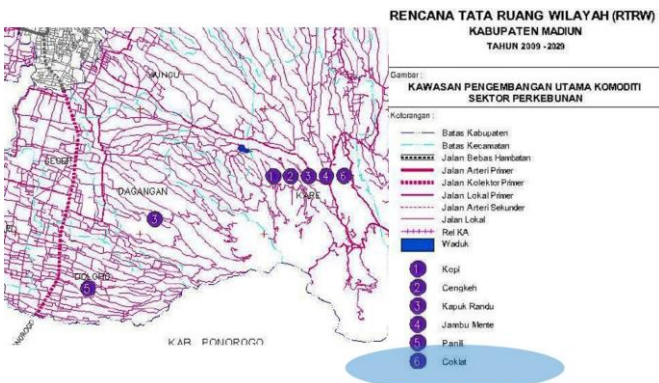 RENCANA TATA RUANG WILAYAH (RTRW)
KABUPATEN MADIUN
TAHUN 2009 -2029
Gambar :
KAWASAN PENGEMBANGAN UTAMA KOMODITI
SEKTOR PERKEBUNAN
Keterangan :
Batas Kabupaten
Batas Kecamatan
Jalan Bebas Hambatan
Jalan Arteri Primer
Jalan Kolektor Primer
Jalan Lokal Primer
Jalan Arteri Sekunder
Jalan Lokal
Rel KA
Waduk
1 Kopi
2 Cengkeh
3 Kapuk Randu
4 Jambu Mente
5 Panili
6 Coklat
GEGER
DAGANGAN
1 2 3 4 6
KARE
3
DOLOPO
5
KAB. PONOROGO